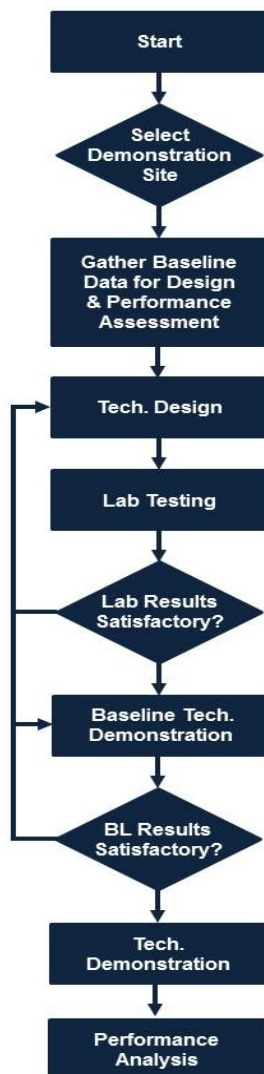 Start
Select
Demonstration
Site
Gather Baseline
Data for Design
& Performance
Assessment
Tech. Design
Lab Testing
Lab Results
Satisfactory?
Baseline Tech.
Demonstration
BL Results
Satisfactory?
Tech.
Demonstration
Performance
Analysis